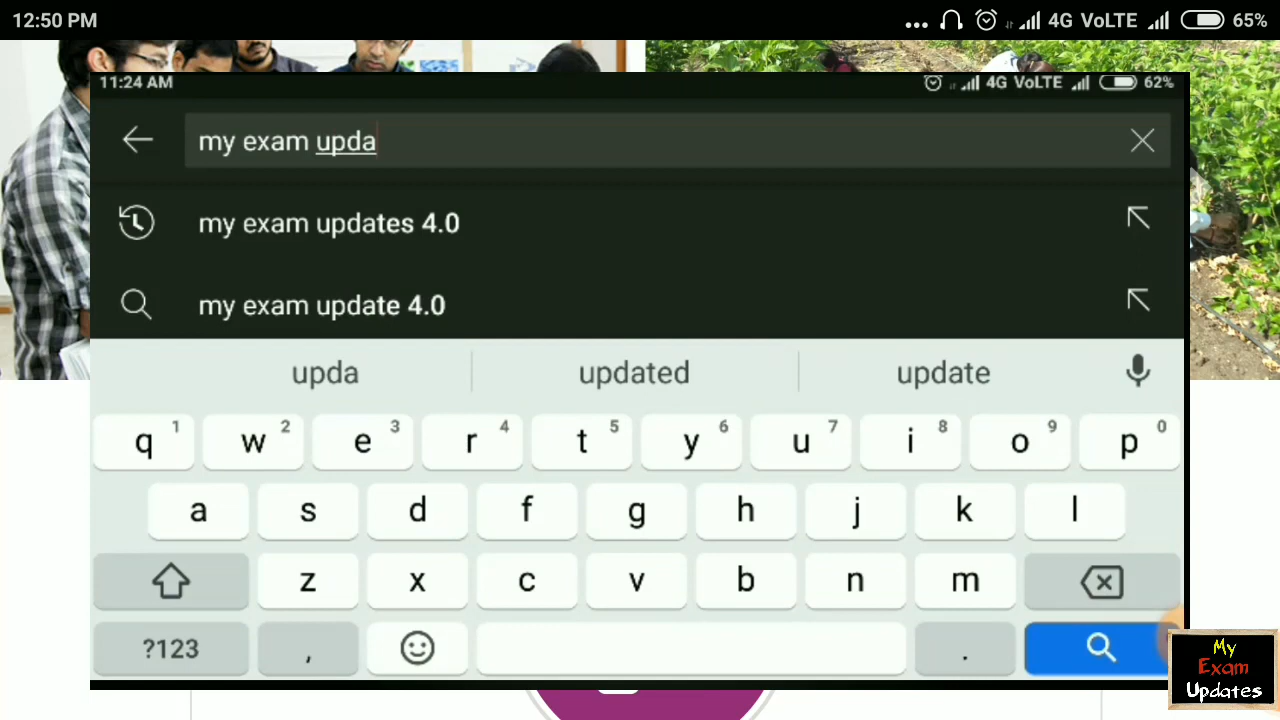 12:50 PM
... 4G VoLTE 65%
11:24 AM
4G VoLTE 62%
my exam upda
my exam updates 4.0
my exam update 4.0
upda updated update
q 1 w 2 e 3 r 4 t 5 y 6 u 7 i 8 o 9 p 0
a s d f g h j k l
z x c v b n m
?123 , .
My
Exam
Updates